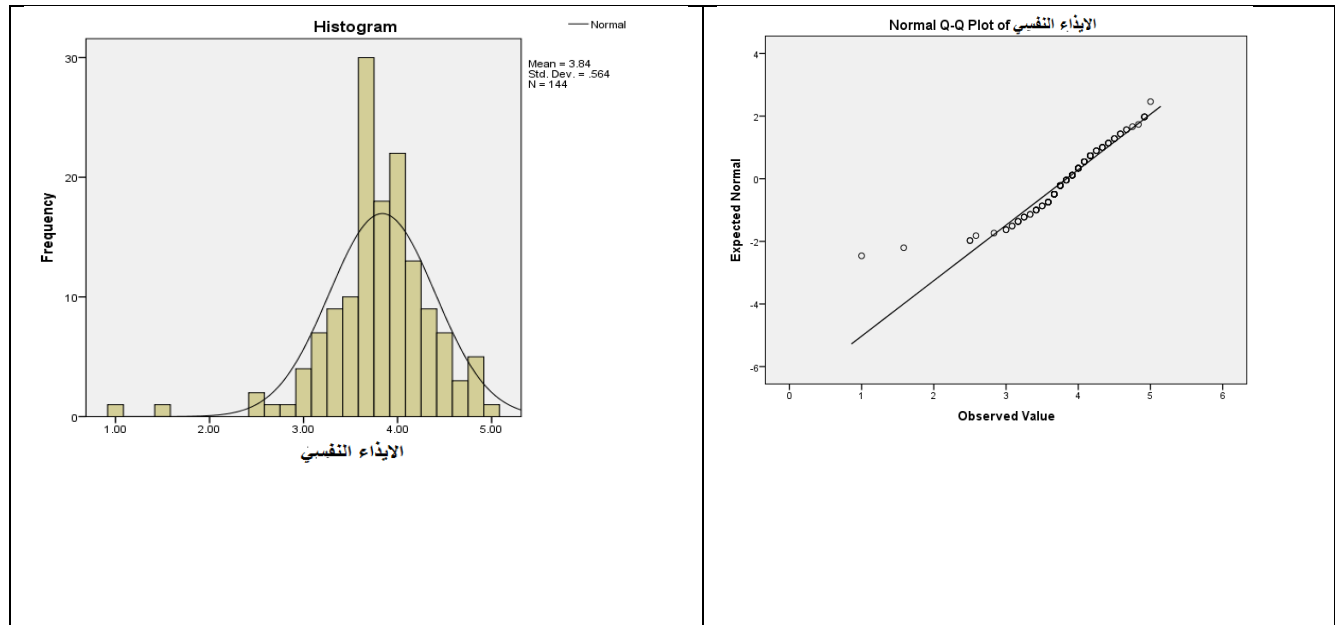 Histogram
Normal
Mean = 3.84
Std. Dev. = .564
N = 144
Frequency
30
20
10
0
1.00 2.00 3.00 4.00 5.00
الايذاء النفسي
Normal Q-Q Plot of الايذاء النفسي
Expected Normal
4
2
0
-2
-4
-6
0 1 2 3 4 5 6
Observed Value